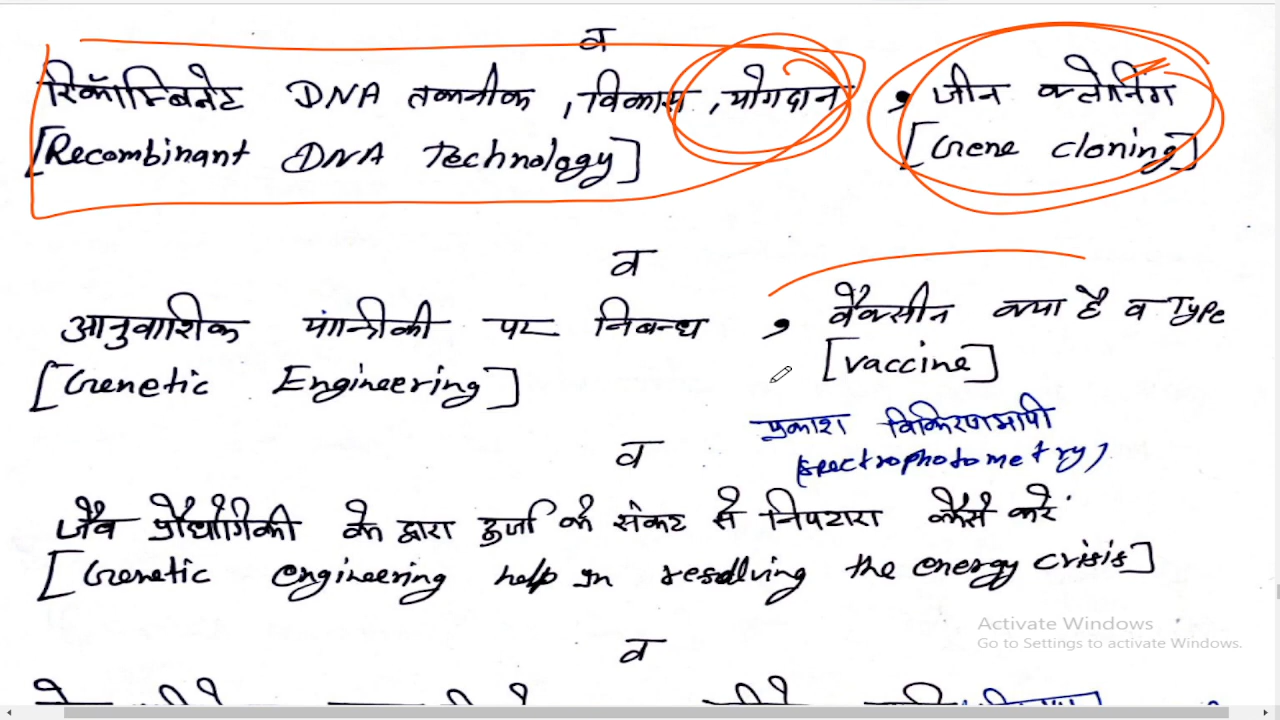 व
रिकॉम्बिनेट DNA तकनीक , विकास , योगदान , जीन क्लोनिंग
[Recombinant DNA Technology] [Gene cloning]
व
आनुवाशिक यांन्त्रीकी पर निबन्ध , वैक्सीन क्या है व Type
[Genetic Engineering] [vaccine]
प्रकाश विकिरणमापी
(spectrophotometry)
व
जैव प्रौद्योगिकी के द्वारा ऊर्जा के संकट से निपटारा कैसे करें
[Genetic engineering help in resolving the energy crisis]
Activate Windows
Go to Settings to activate Windows.
व